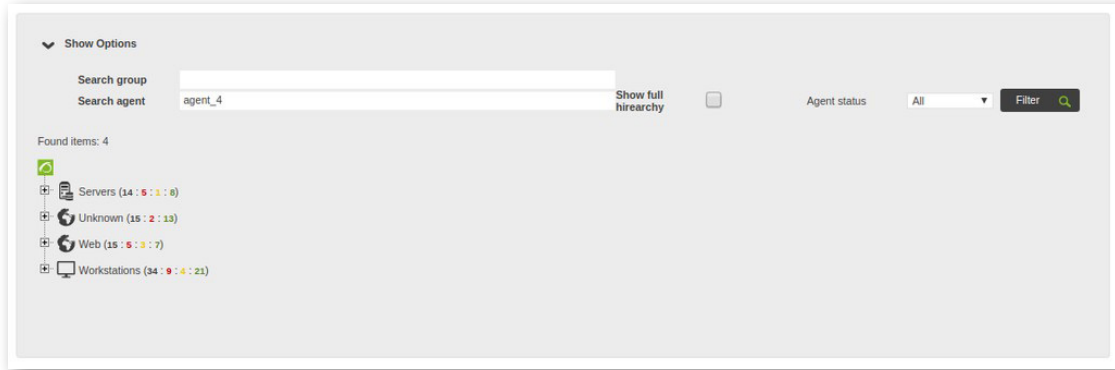 Show Options
Search group
Search agent agent_4 Show full hirearchy Agent status All Filter
Found items: 4
Servers (14 : 5 : 1 : 8)
Unknown (15 : 2 : 13)
Web (15 : 5 : 3 : 7)
Workstations (34 : 9 : 4 : 21)